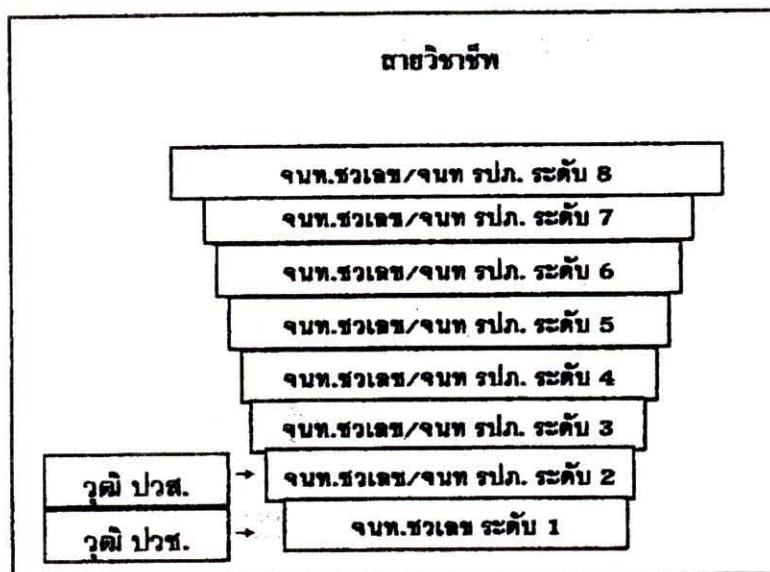 สายวิชาชีพ
จนท.ชวเลข/จนท รปภ. ระดับ 8
จนท.ชวเลข/จนท รปภ. ระดับ 7
จนท.ชวเลข/จนท รปภ. ระดับ 6
จนท.ชวเลข/จนท รปภ. ระดับ 5
จนท.ชวเลข/จนท รปภ. ระดับ 4
จนท.ชวเลข/จนท รปภ. ระดับ 3
วุฒิ ปวส. → จนท.ชวเลข/จนท รปภ. ระดับ 2
วุฒิ ปวช. → จนท.ชวเลข ระดับ 1